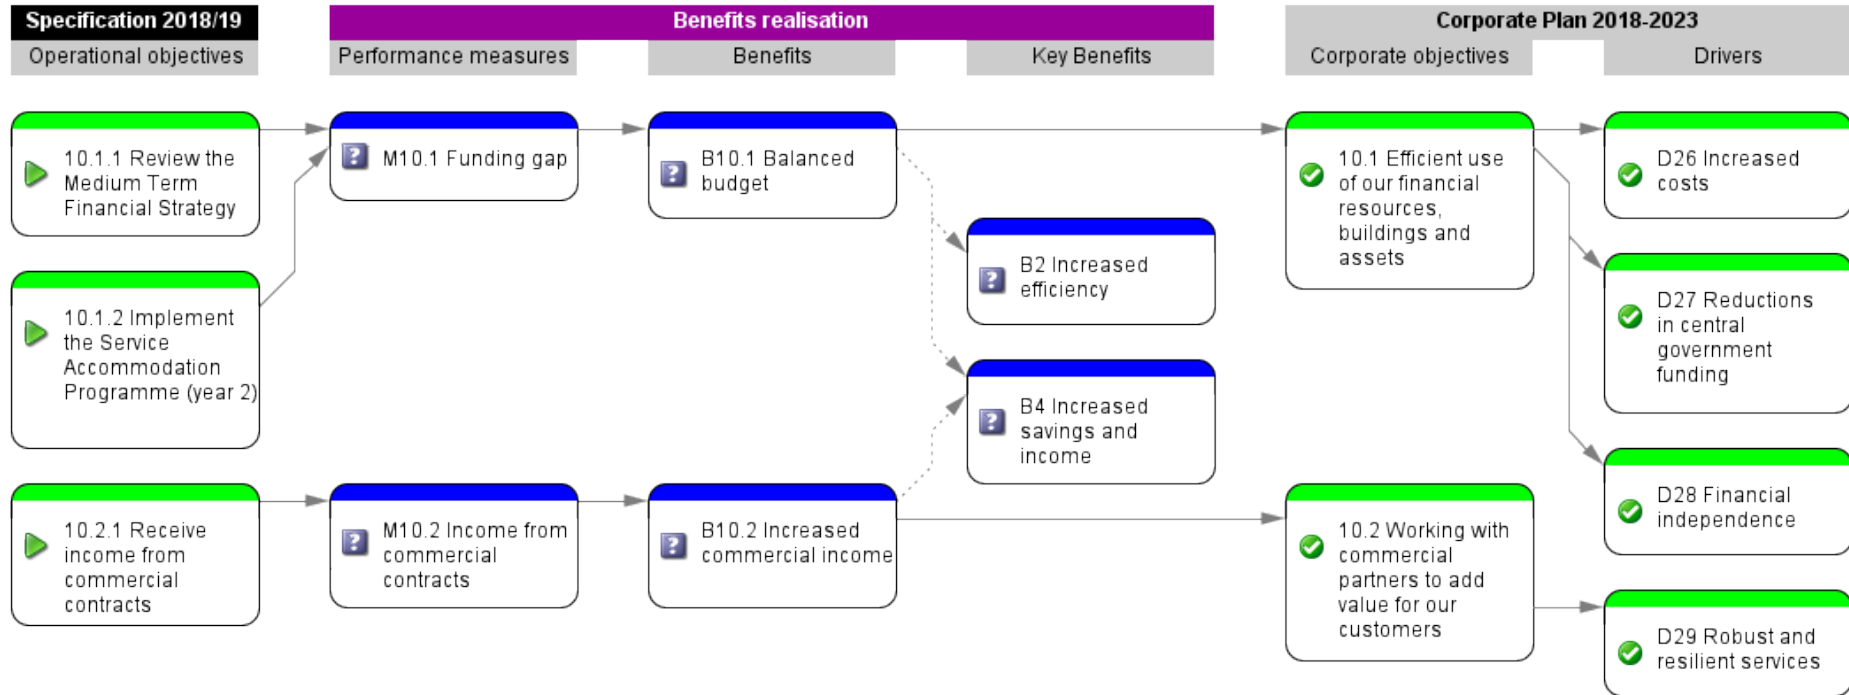 Specification 2018/19
Benefits realisation
Corporate Plan 2018-2023
Operational objectives
Performance measures
Benefits
Key Benefits
Corporate objectives
Drivers
10.1.1 Review the
Medium Term
Financial Strategy
10.1.2 Implement
the Service
Accommodation
Programme (year 2)
10.2.1 Receive
income from
commercial
contracts
M10.1 Funding gap
M10.2 Income from
commercial
contracts
B10.1 Balanced
budget
B10.2 Increased
commercial income
B2 Increased
efficiency
B4 Increased
savings and
income
10.1 Efficient use
of our financial
resources,
buildings and
assets
10.2 Working with
commercial
partners to add
value for our
customers
D26 Increased
costs
D27 Reductions
in central
government
funding
D28 Financial
independence
D29 Robust and
resilient services